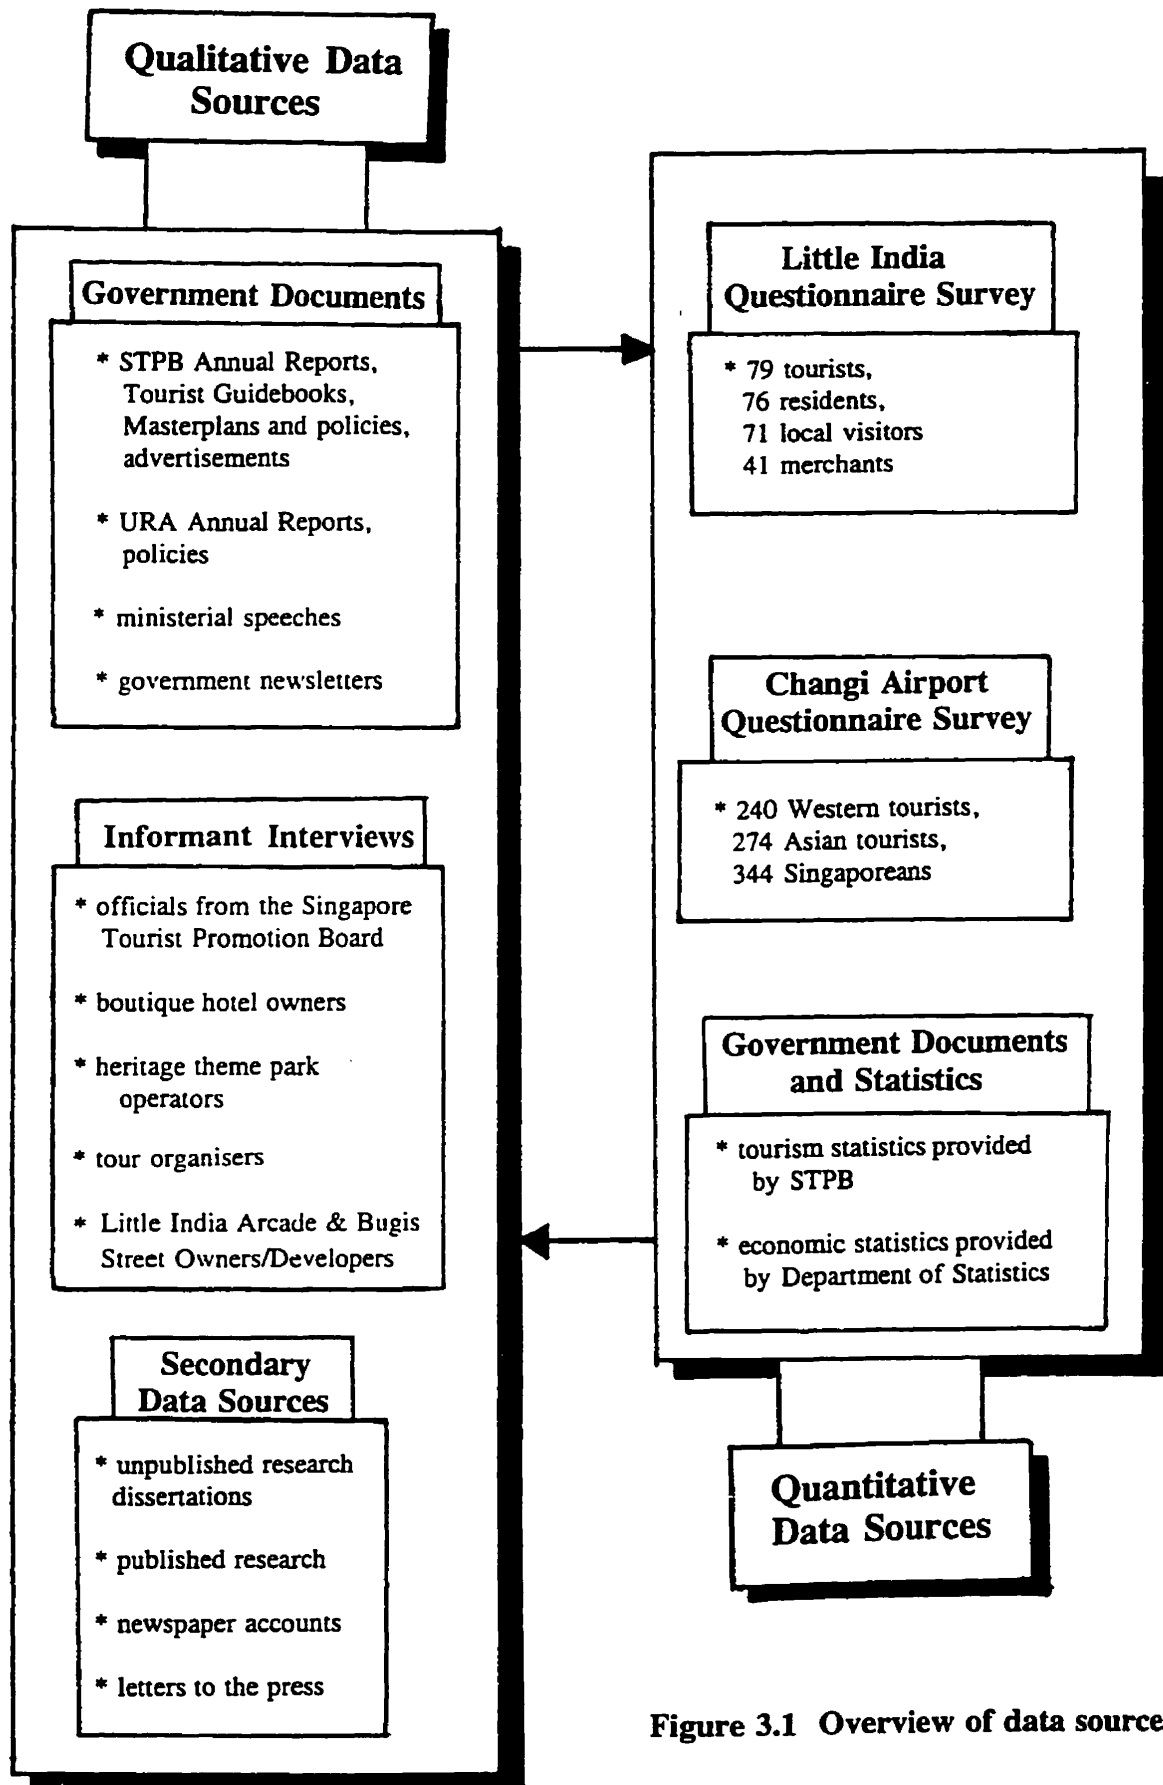 Qualitative Data
Sources
Government Documents
* STPB Annual Reports,
Tourist Guidebooks,
Masterplans and policies,
advertisements
* URA Annual Reports,
policies
* ministerial speeches
* government newsletters
Informant Interviews
* officials from the Singapore
Tourist Promotion Board
* boutique hotel owners
* heritage theme park
operators
* tour organisers
* Little India Arcade & Bugis
Street Owners/Developers
Secondary
Data Sources
* unpublished research
dissertations
* published research
* newspaper accounts
* letters to the press
Little India
Questionnaire Survey
* 79 tourists,
76 residents,
71 local visitors
41 merchants
Changi Airport
Questionnaire Survey
* 240 Western tourists,
274 Asian tourists,
344 Singaporeans
Government Documents
and Statistics
* tourism statistics provided
by STPB
* economic statistics provided
by Department of Statistics
Quantitative
Data Sources
Figure 3.1 Overview of data source